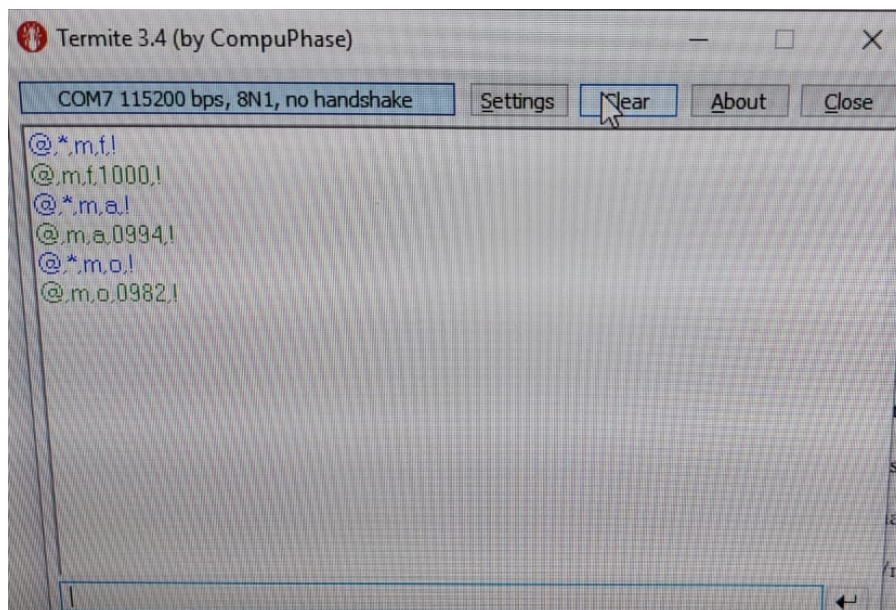 Termite 3.4 (by CompuPhase)
COM7 115200 bps, 8N1, no handshake
Settings
Clear
About
Close
@,*,m,f,!
@,m,f,1000,!
@,*,m,a,!
@,m,a,0994,!
@,*,m,o,!
@,m,o,0982,!